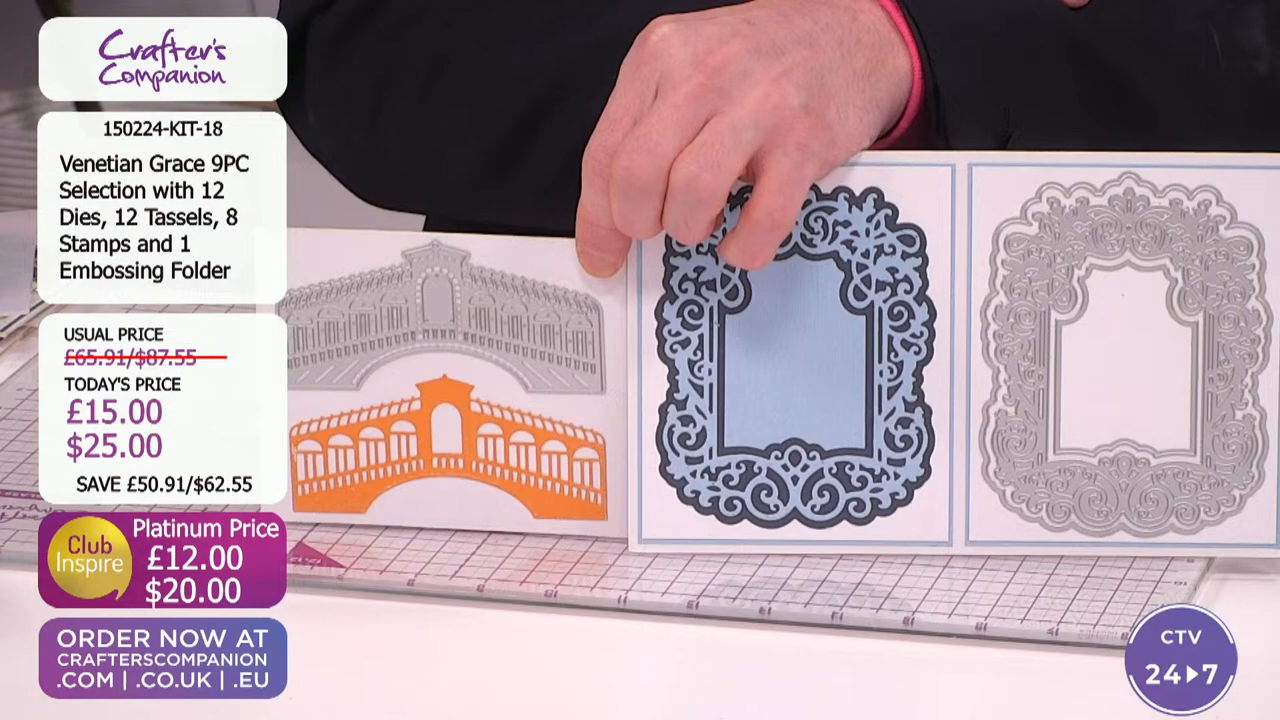 Crafter's
Companion
150224-KIT-18
Venetian Grace 9PC
Selection with 12
Dies, 12 Tassels, 8
Stamps and 1
Embossing Folder
USUAL PRICE
£65.91/$87.55
TODAY'S PRICE
£15.00
$25.00
SAVE £50.91/$62.55
Club
Inspire
Platinum Price
£12.00
$20.00
ORDER NOW AT
CRAFTERSCOMPANION
.COM | .CO.UK | .EU
CTV
24▶7